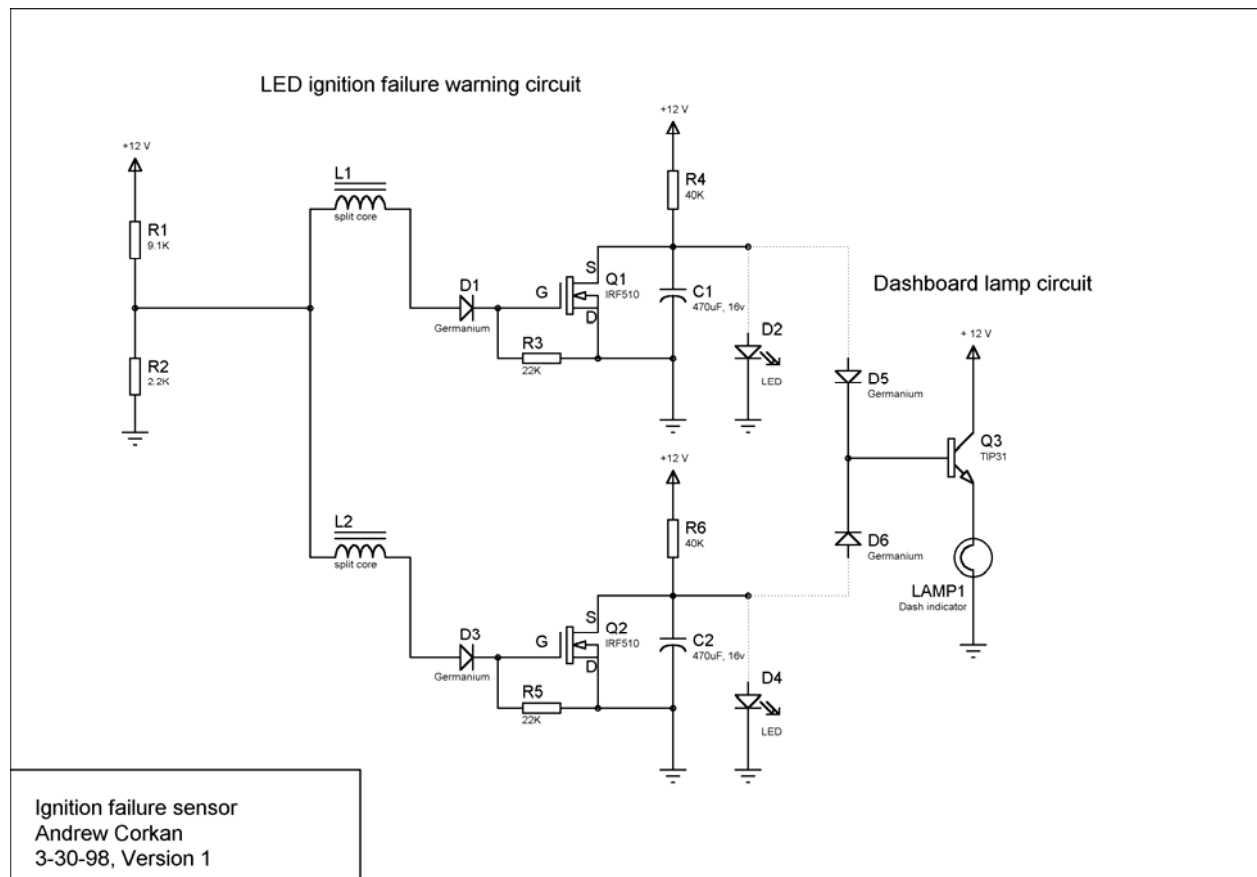 LED ignition failure warning circuit
+12 V
+12 V
L1
split core
R4
40K
R1
9.1K
S
Q1
IRF510
G
D
D1
Germanium
C1
470uF, 16v
Dashboard lamp circuit
D2
LED
+ 12 V
R3
22K
R2
2.2K
D5
Germanium
Q3
TIP31
+12 V
L2
split core
R6
40K
D6
Germanium
LAMP1
Dash indicator
S
Q2
IRF510
G
D
D3
Germanium
C2
470uF, 16v
R5
22K
D4
LED
Ignition failure sensor
Andrew Corkan
3-30-98, Version 1